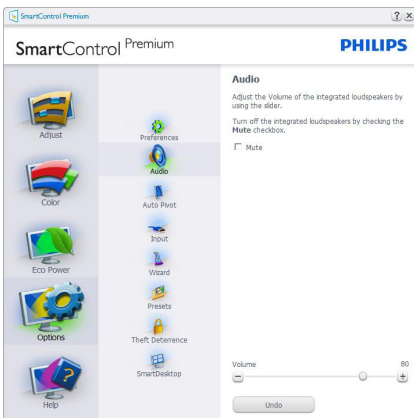 SmartControl Premium
SmartControl Premium
PHILIPS
Adjust
Color
Eco Power
Options
Help
Preferences
Audio
Auto Pivot
Input
Wizard
Presets
Theft Deterrence
SmartDesktop
Audio
Adjust the Volume of the integrated loudspeakers by
using the slider.
Turn off the integrated loudspeakers by checking the
Mute checkbox.
Mute
Volume 80
Undo